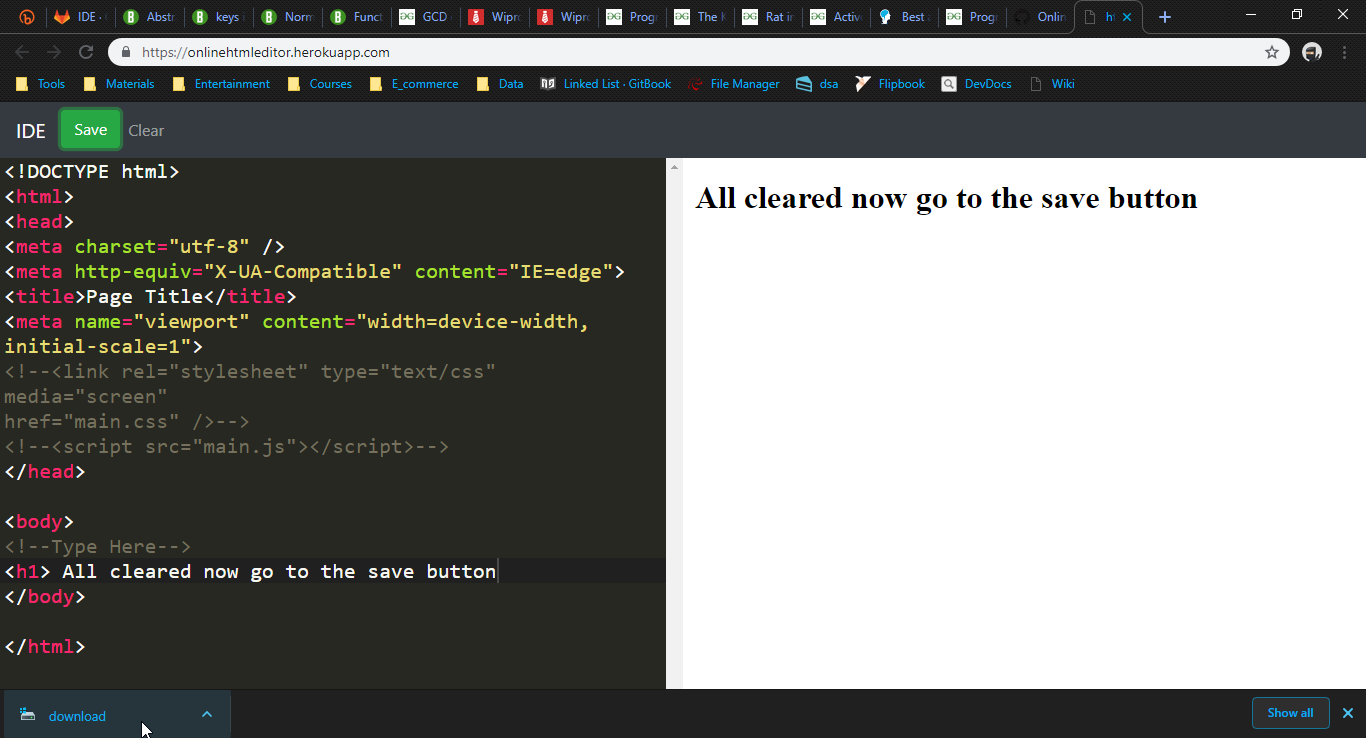 IDE · Abstr keys Norm Funct GCD Wipro Wipro Progr The K Rat in Active Best Progr Onlin ht
https://onlinehtmleditor.herokuapp.com
Tools Materials Entertainment Courses E_commerce Data Linked List · GitBook File Manager dsa Flipbook DevDocs Wiki
IDE Save Clear
<!DOCTYPE html>
<html>
<head>
<meta charset="utf-8" />
<meta http-equiv="X-UA-Compatible" content="IE=edge">
<title>Page Title</title>
<meta name="viewport" content="width=device-width,
initial-scale=1">
<!--<link rel="stylesheet" type="text/css"
media="screen"
href="main.css" />-->
<!--<script src="main.js"></script>-->
</head>
<body>
<!--Type Here-->
<h1> All cleared now go to the save button
</body>
</html>
All cleared now go to the save button
download
Show all